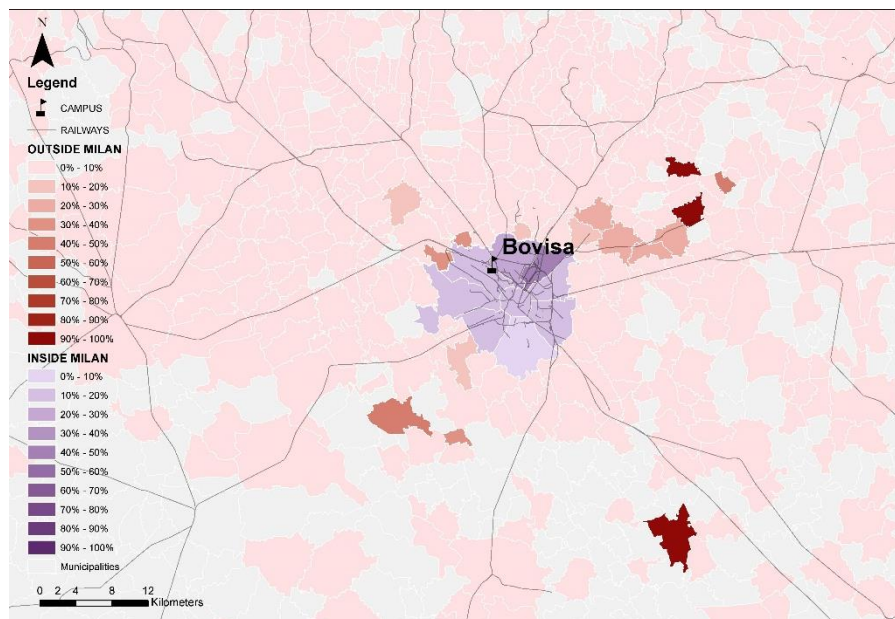 N
Legend
CAMPUS
RAILWAYS
OUTSIDE MILAN
0% - 10%
10% - 20%
20% - 30%
30% - 40%
40% - 50%
50% - 60%
60% - 70%
70% - 80%
80% - 90%
90% - 100%
INSIDE MILAN
0% - 10%
10% - 20%
20% - 30%
30% - 40%
40% - 50%
50% - 60%
60% - 70%
70% - 80%
80% - 90%
90% - 100%
Municipalities
0 2 4 8 12
Kilometers
Bovisa